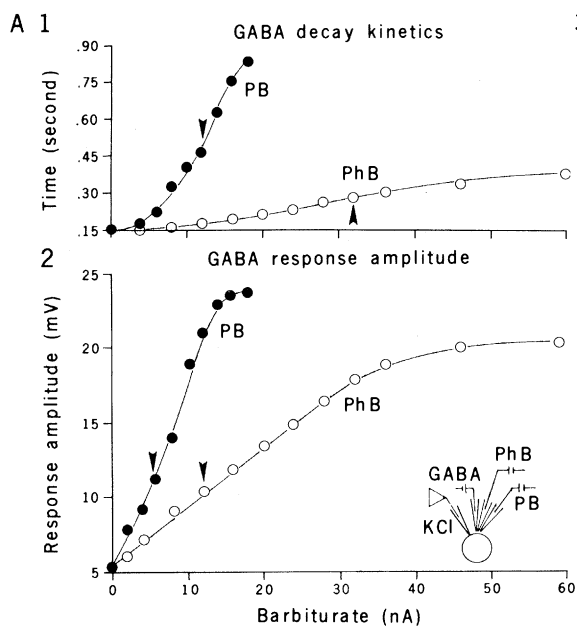 A 1
GABA decay kinetics
.90
.75
.60
.45
.30
.15
Time (second)
PB
PhB
2
GABA response amplitude
25
20
15
10
5
Response amplitude (mV)
PB
PhB
GABA
PhB
PB
KCl
0 10 20 30 40 50 60
Barbiturate (nA)